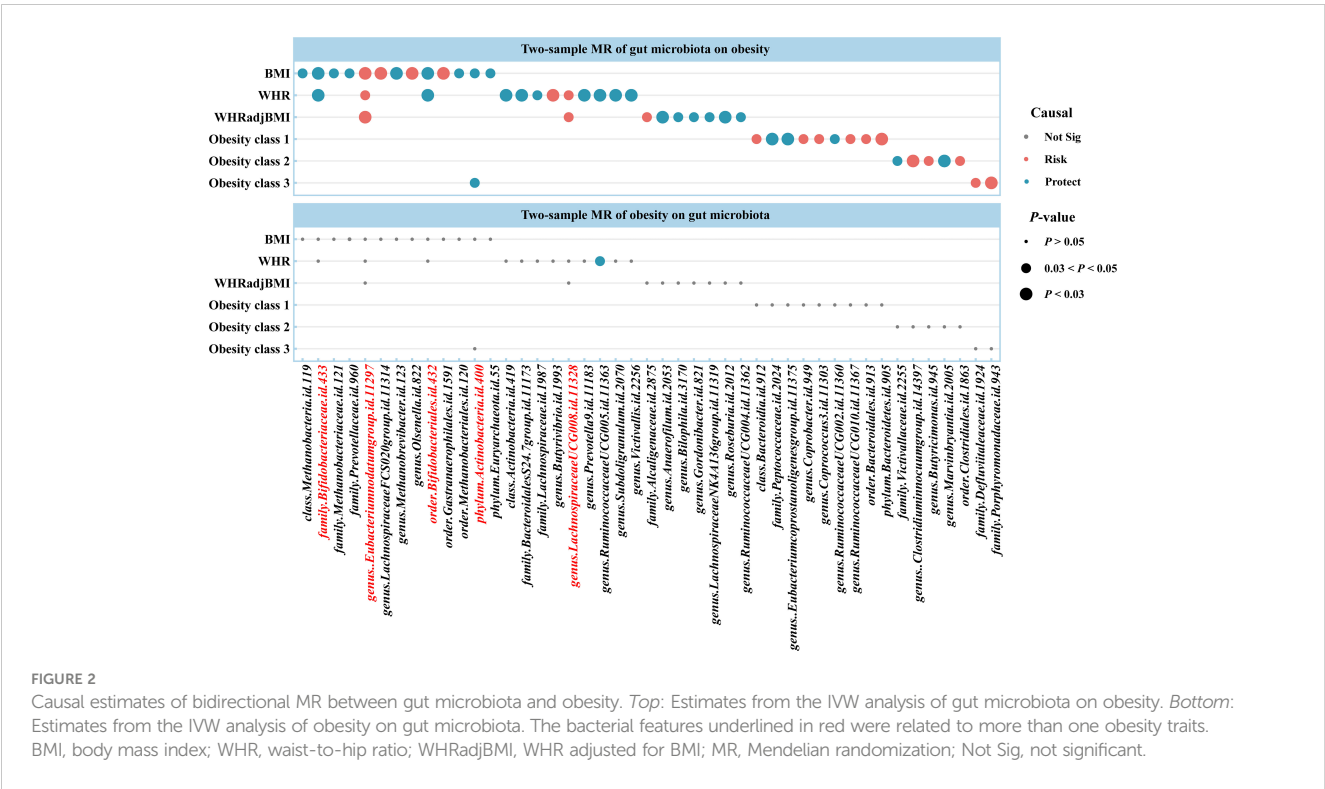 Two-sample MR of gut microbiota on obesity
BMI
WHR
WHRadjBMI
Obesity class 1
Obesity class 2
Obesity class 3
Causal
Not Sig
Risk
Protect
P-value
P > 0.05
0.03 < P < 0.05
P < 0.03
Two-sample MR of obesity on gut microbiota
BMI
WHR
WHRadjBMI
Obesity class 1
Obesity class 2
Obesity class 3
class.Methanobacteria.id.119
family.Bifidobacteriaceae.id.433
family.Methanobacteriaceae.id.121
family.Prevotellaceae.id.960
genus..Eubacteriumnodatumgroup.id.11297
genus.LachnospiraceaeFCS020group.id.11314
genus.Methanobrevibacter.id.123
genus.Olsenella.id.822
order.Bifidobacteriales.id.432
order.Gastranaerophilales.id.1591
order.Methanobacteriales.id.120
phylum.Actinobacteria.id.400
phylum.Euryarchaeota.id.55
class.Actinobacteria.id.419
family.BacteroidalesS24.7group.id.11173
family.Lachnospiraceae.id.1987
genus.Butyrivibrio.id.1993
genus.LachnospiraceaeUCG008.id.11328
genus.Prevotella9.id.11183
genus.RuminococcaceaeUCG005.id.11363
genus.Subdoligranulum.id.2070
genus.Victivallis.id.2256
family.Alcaligenaceae.id.2875
genus.Anaerofilum.id.2053
genus.Bilophila.id.3170
genus.Gordonibacter.id.821
genus.LachnospiraceaeNK4A136group.id.11319
genus.Roseburia.id.2012
genus.RuminococcaceaeUCG004.id.11362
class.Bacteroidia.id.912
family.Peptococcaceae.id.2024
genus..Eubacteriumcoprostanoligenesgroup.id.11375
genus.Coprobacter.id.949
genus.Coprococcus3.id.11303
genus.RuminococcaceaeUCG002.id.11360
genus.RuminococcaceaeUCG010.id.11367
order.Bacteroidales.id.913
phylum.Bacteroidetes.id.905
family.Victivallaceae.id.2255
genus..Clostridiuminnocuumgroup.id.14397
genus.Butyricimonas.id.945
genus.Marvinbryantia.id.2005
order.Clostridiales.id.1863
family.Defluviitaleaceae.id.1924
family.Porphyromonadaceae.id.943
FIGURE 2
Causal estimates of bidirectional MR between gut microbiota and obesity. Top: Estimates from the IVW analysis of gut microbiota on obesity. Bottom:
Estimates from the IVW analysis of obesity on gut microbiota. The bacterial features underlined in red were related to more than one obesity traits.
BMI, body mass index; WHR, waist-to-hip ratio; WHRadjBMI, WHR adjusted for BMI; MR, Mendelian randomization; Not Sig, not significant.